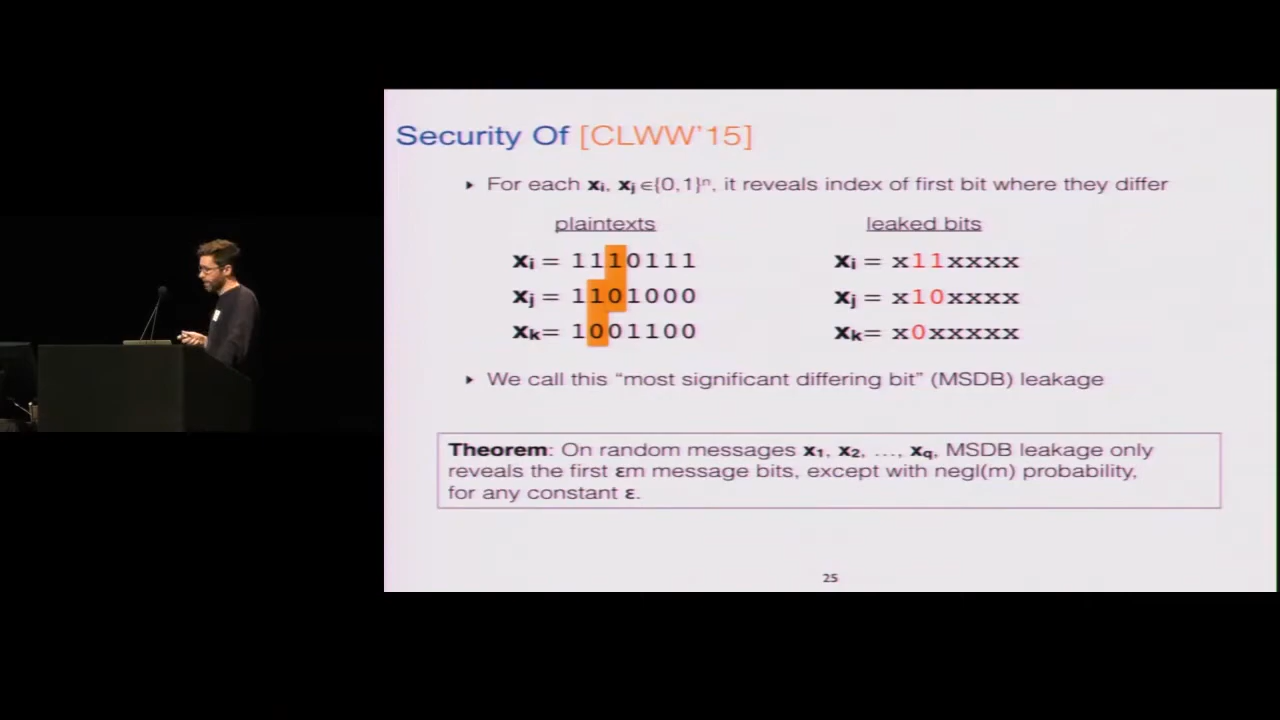 Security Of [CLWW'15]
‣ For each xᵢ, xⱼ ∈{0,1}ⁿ, it reveals index of first bit where they differ
plaintexts leaked bits
xᵢ = 1110111 xᵢ = x11xxxx
xⱼ = 1101000 xⱼ = x10xxxx
xₖ= 1001100 xₖ= x0xxxxx
‣ We call this "most significant differing bit" (MSDB) leakage
Theorem: On random messages x₁, x₂, ..., x_q, MSDB leakage only
reveals the first εm message bits, except with negl(m) probability,
for any constant ε.
25